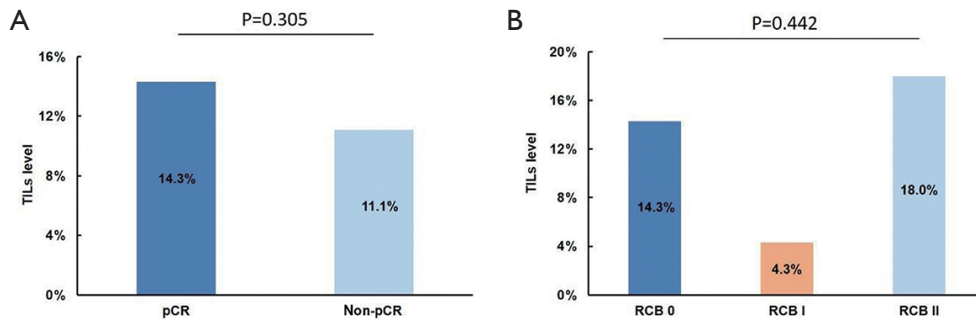 A
P=0.305
16%
12%
8%
4%
0%
TILs level
14.3%
11.1%
pCR
Non-pCR
B
P=0.442
20%
16%
12%
8%
4%
0%
TILs level
14.3%
4.3%
18.0%
RCB 0
RCB I
RCB II